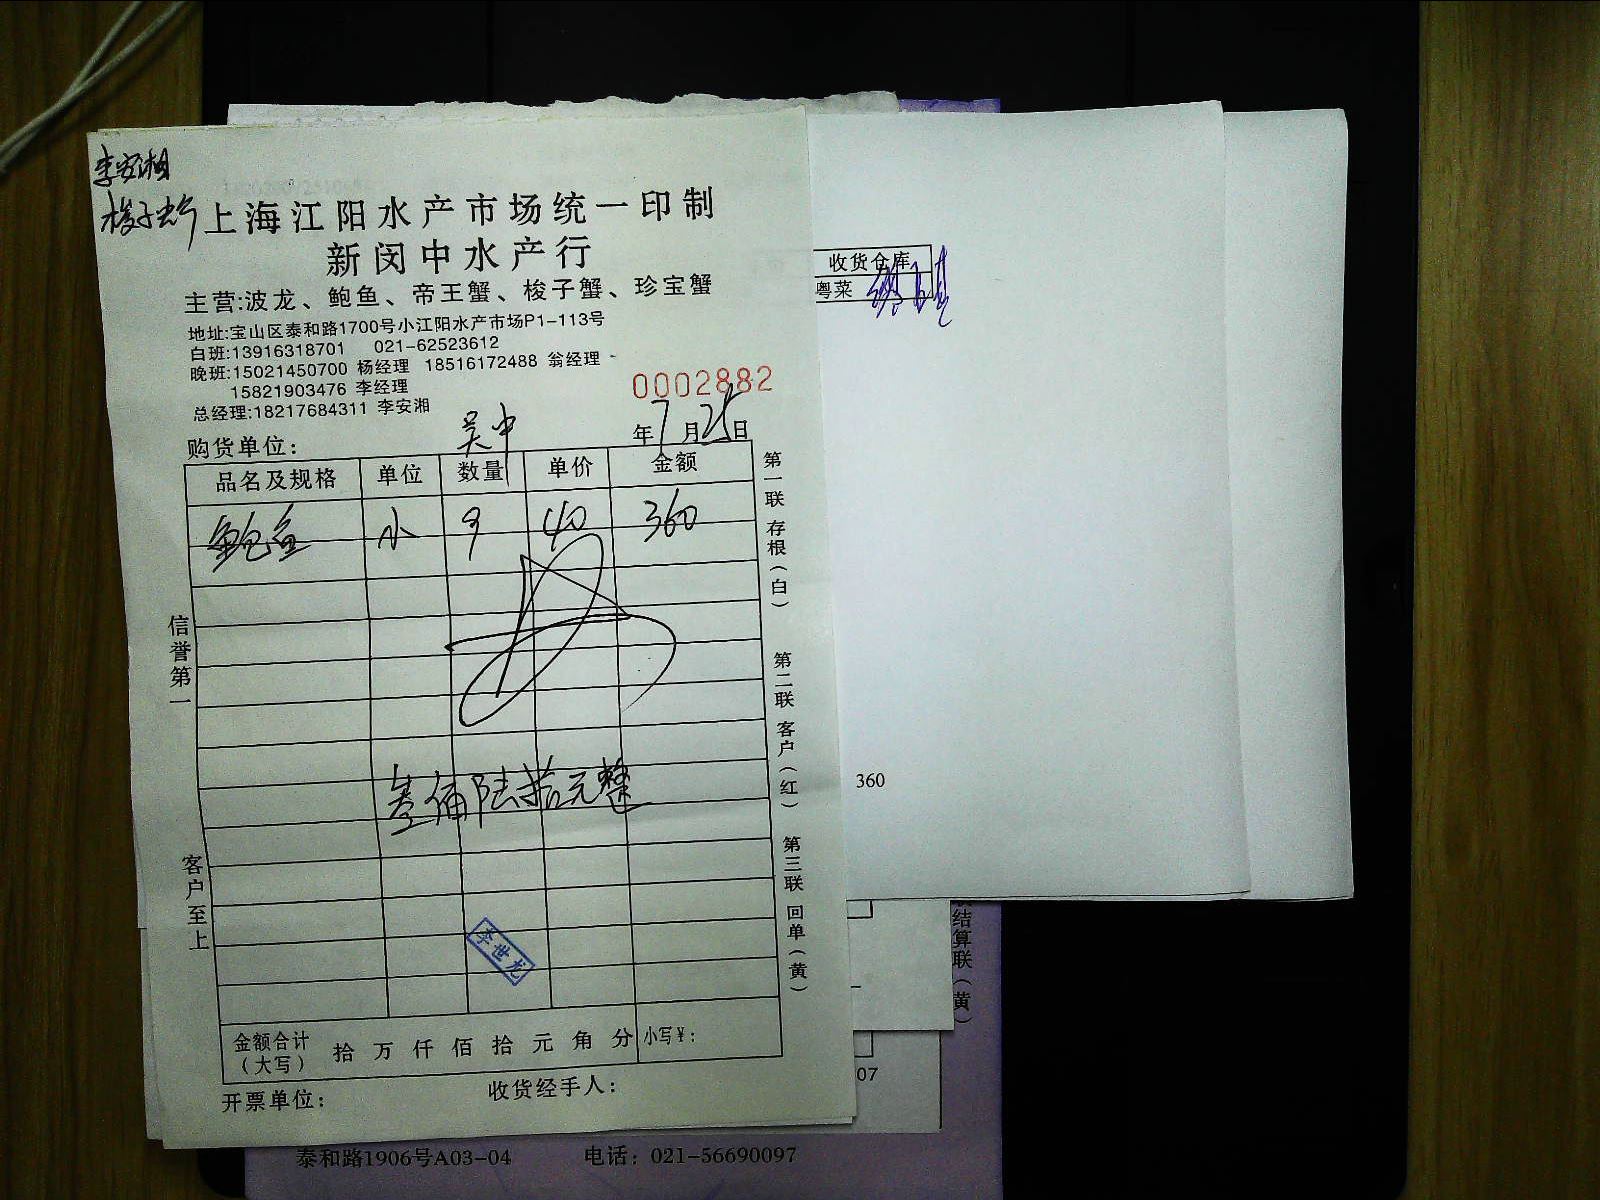 李安湘
梭子蟹
上海江阳水产市场统一印制
新闵中水产行
主营:波龙、鲍鱼、帝王蟹、梭子蟹、珍宝蟹
地址:宝山区泰和路1700号小江阳水产市场P1-113号
白班:13916318701 021-62523612
晚班:15021450700 杨经理 18516172488 翁经理
15821903476 李经理
总经理:18217684311 李安湘
0002882
购货单位: 吴中 年 7 月 25 日
品名及规格 单位 数量 单价 金额
鲍鱼 小 9 40 360
叁佰陆拾元整
李世龙
金额合计(大写) 拾 万 仟 佰 拾 元 角 分 小写¥:
开票单位: 收货经手人:
信誉第一
客户至上
第一联 存根(白) 第二联 客户(红) 第三联 回单(黄)
收货仓库
粤菜
360
结算联(黄)
07
泰和路1906号A03-04 电话: 021-56690097